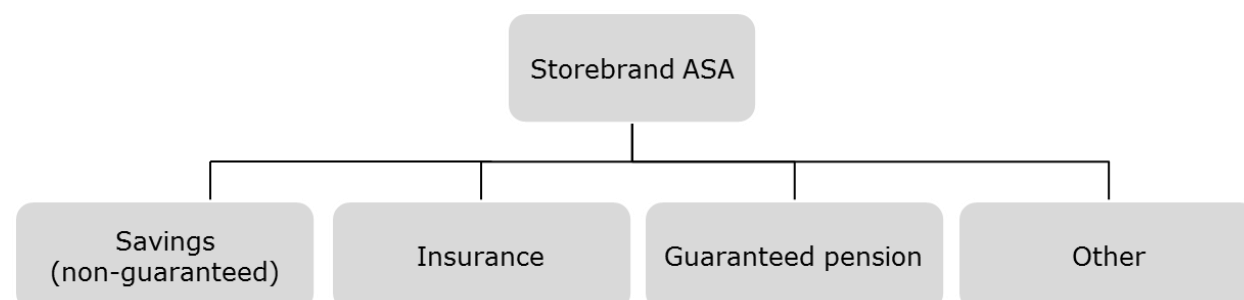 Storebrand ASA
Savings
(non-guaranteed)
Insurance
Guaranteed pension
Other